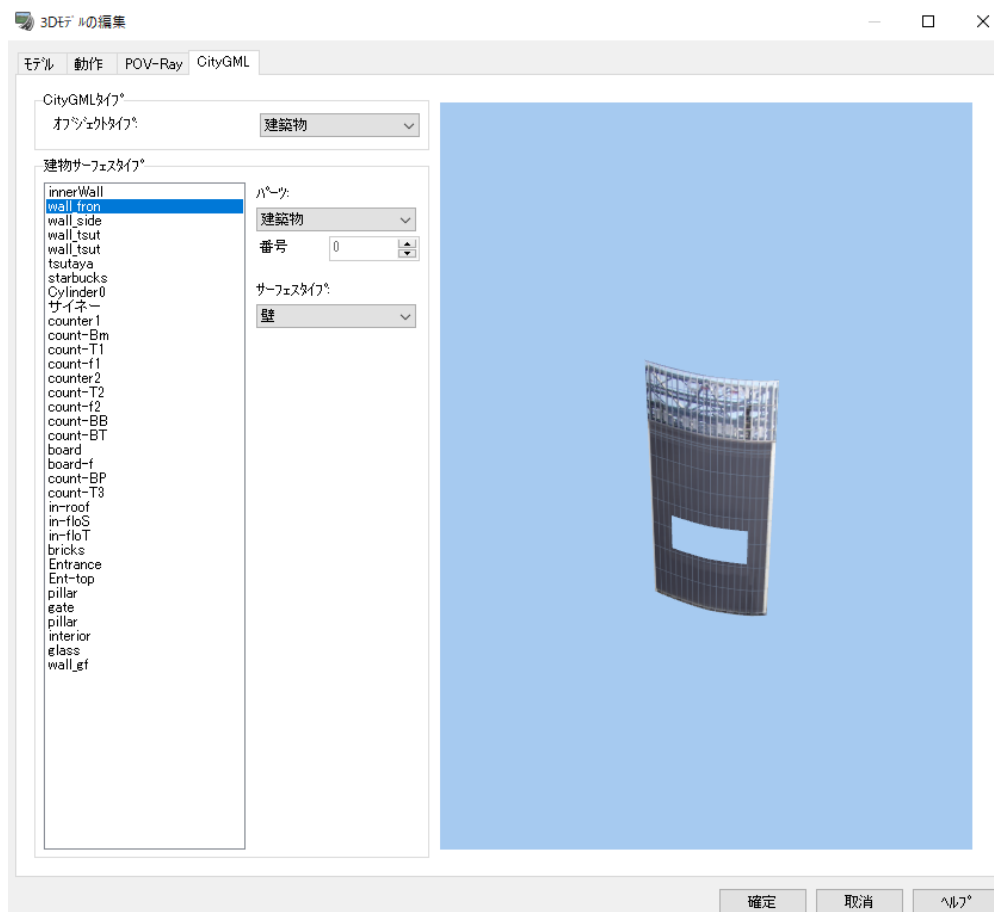 3Dﾓﾃﾞﾙの編集
ﾓﾃﾞﾙ 動作 POV-Ray CityGML
CityGMLﾀｲﾌﾟ
ｵﾌﾞｼﾞｪｸﾄﾀｲﾌﾟ: 建築物
建物ｻｰﾌｪｽﾀｲﾌﾟ
innerWall
wall_fron
wall_side
wall_tsut
wall_tsut
tsutaya
starbucks
Cylinder0
サイネー
counter1
count-Bm
count-T1
count-f1
counter2
count-T2
count-f2
count-BB
count-BT
board
board-f
count-BP
count-T3
in-roof
in-floS
in-floT
bricks
Entrance
Ent-top
pillar
gate
pillar
interior
glass
wall_gf
ﾊﾟｰﾂ:
建築物
番号 0
ｻｰﾌｪｽﾀｲﾌﾟ:
壁
確定 取消 ﾍﾙﾌﾟ